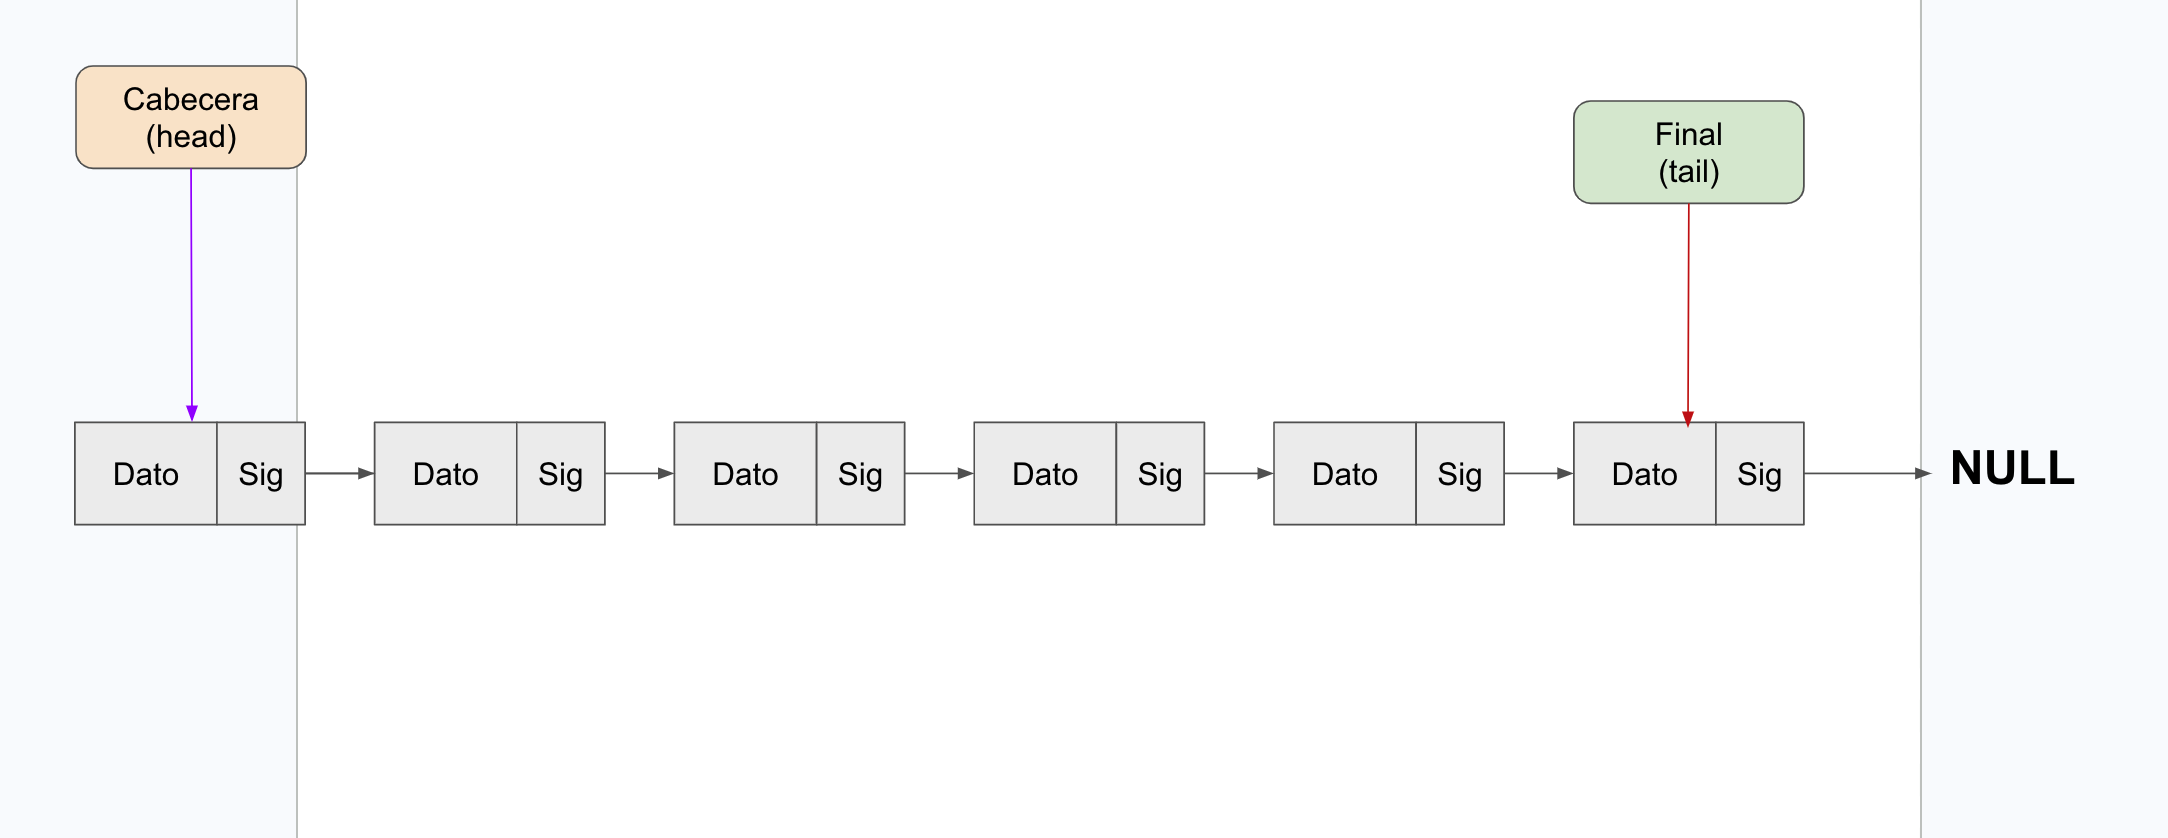 Cabecera
(head)
Final
(tail)
Dato Sig Dato Sig Dato Sig Dato Sig Dato Sig Dato Sig NULL